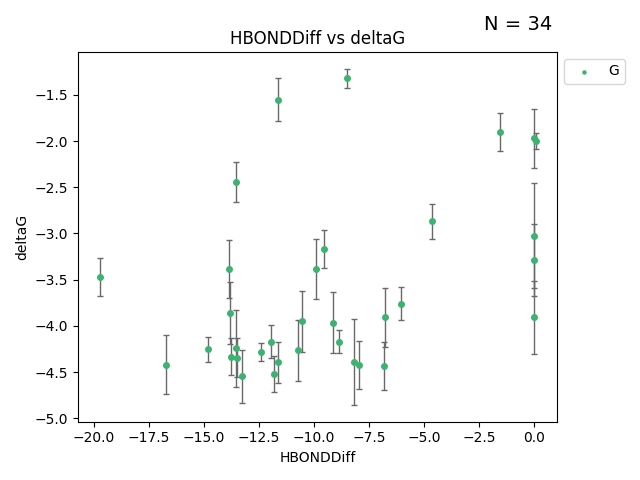 N = 34
HBONDDiff vs deltaG
G
deltaG
−1.5
−2.0
−2.5
−3.0
−3.5
−4.0
−4.5
−5.0
−20.0 −17.5 −15.0 −12.5 −10.0 −7.5 −5.0 −2.5 0.0
HBONDDiff